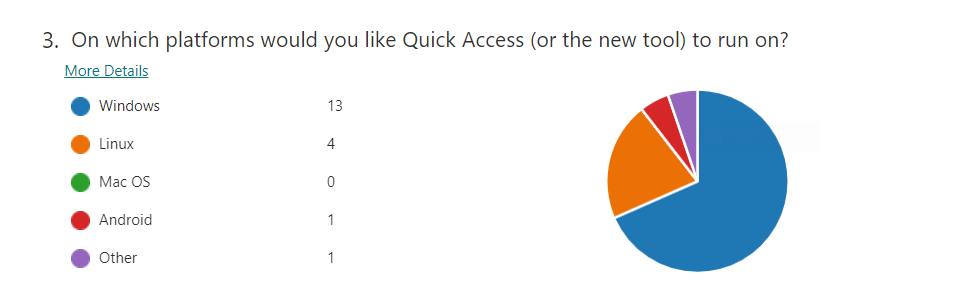 3. On which platforms would you like Quick Access (or the new tool) to run on?
More Details
Windows 13
Linux 4
Mac OS 0
Android 1
Other 1